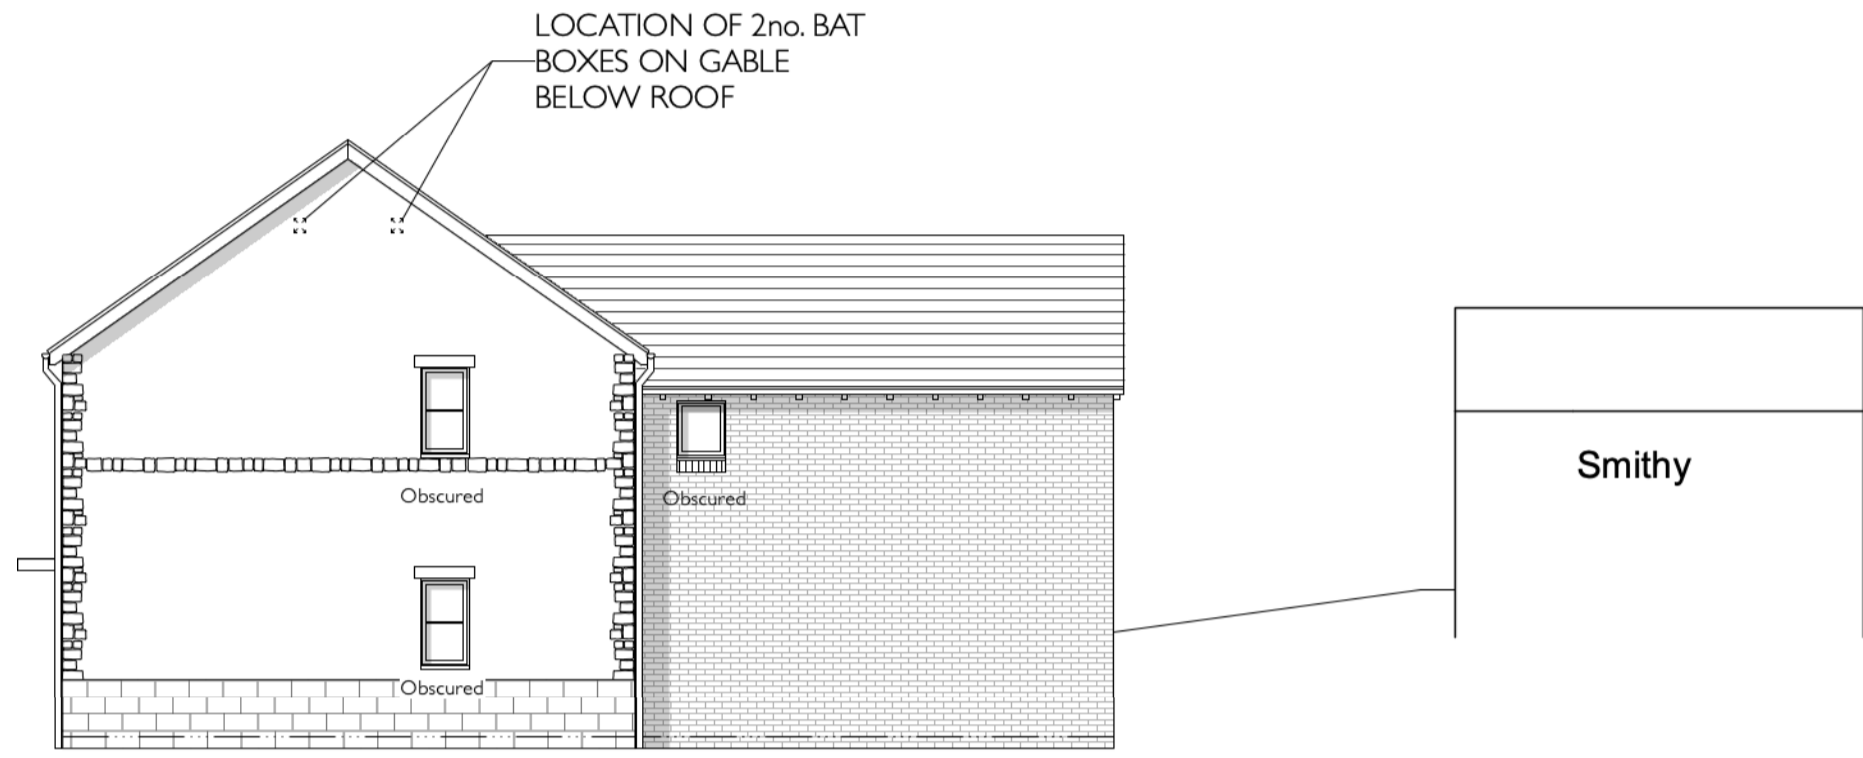 LOCATION OF 2no. BAT
BOXES ON GABLE
BELOW ROOF
Smithy
Obscured
Obscured
Obscured